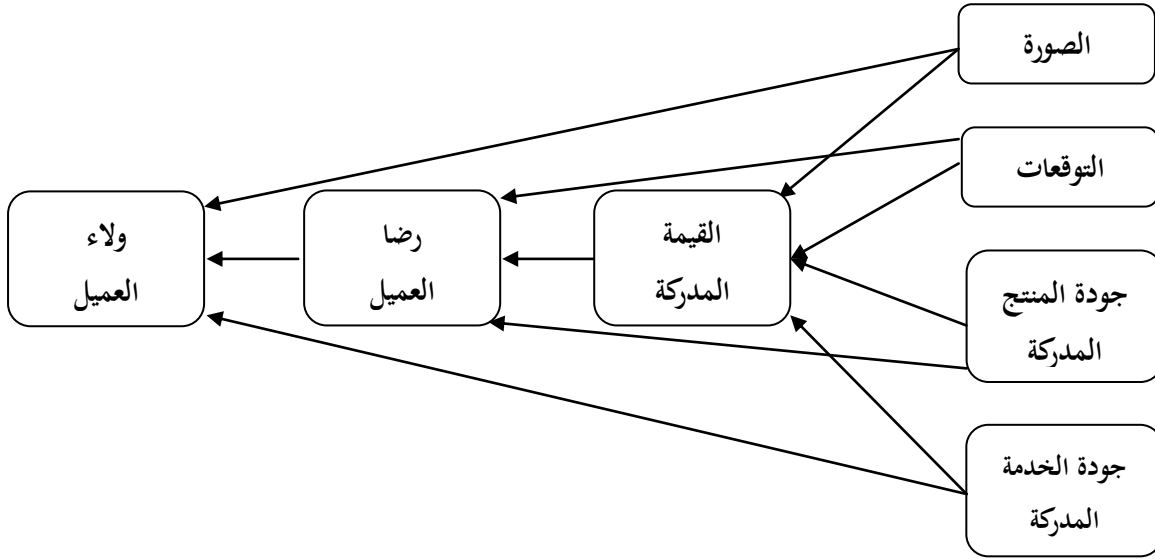 الصورة
التوقعات
القيمة
المدركة
رضا
العميل
ولاء
العميل
جودة المنتج
المدركة
جودة الخدمة
المدركة